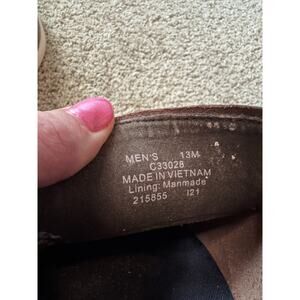 MEN'S 13M
C33028
MADE IN VIETNAM
Lining: Manmade
215855 I21